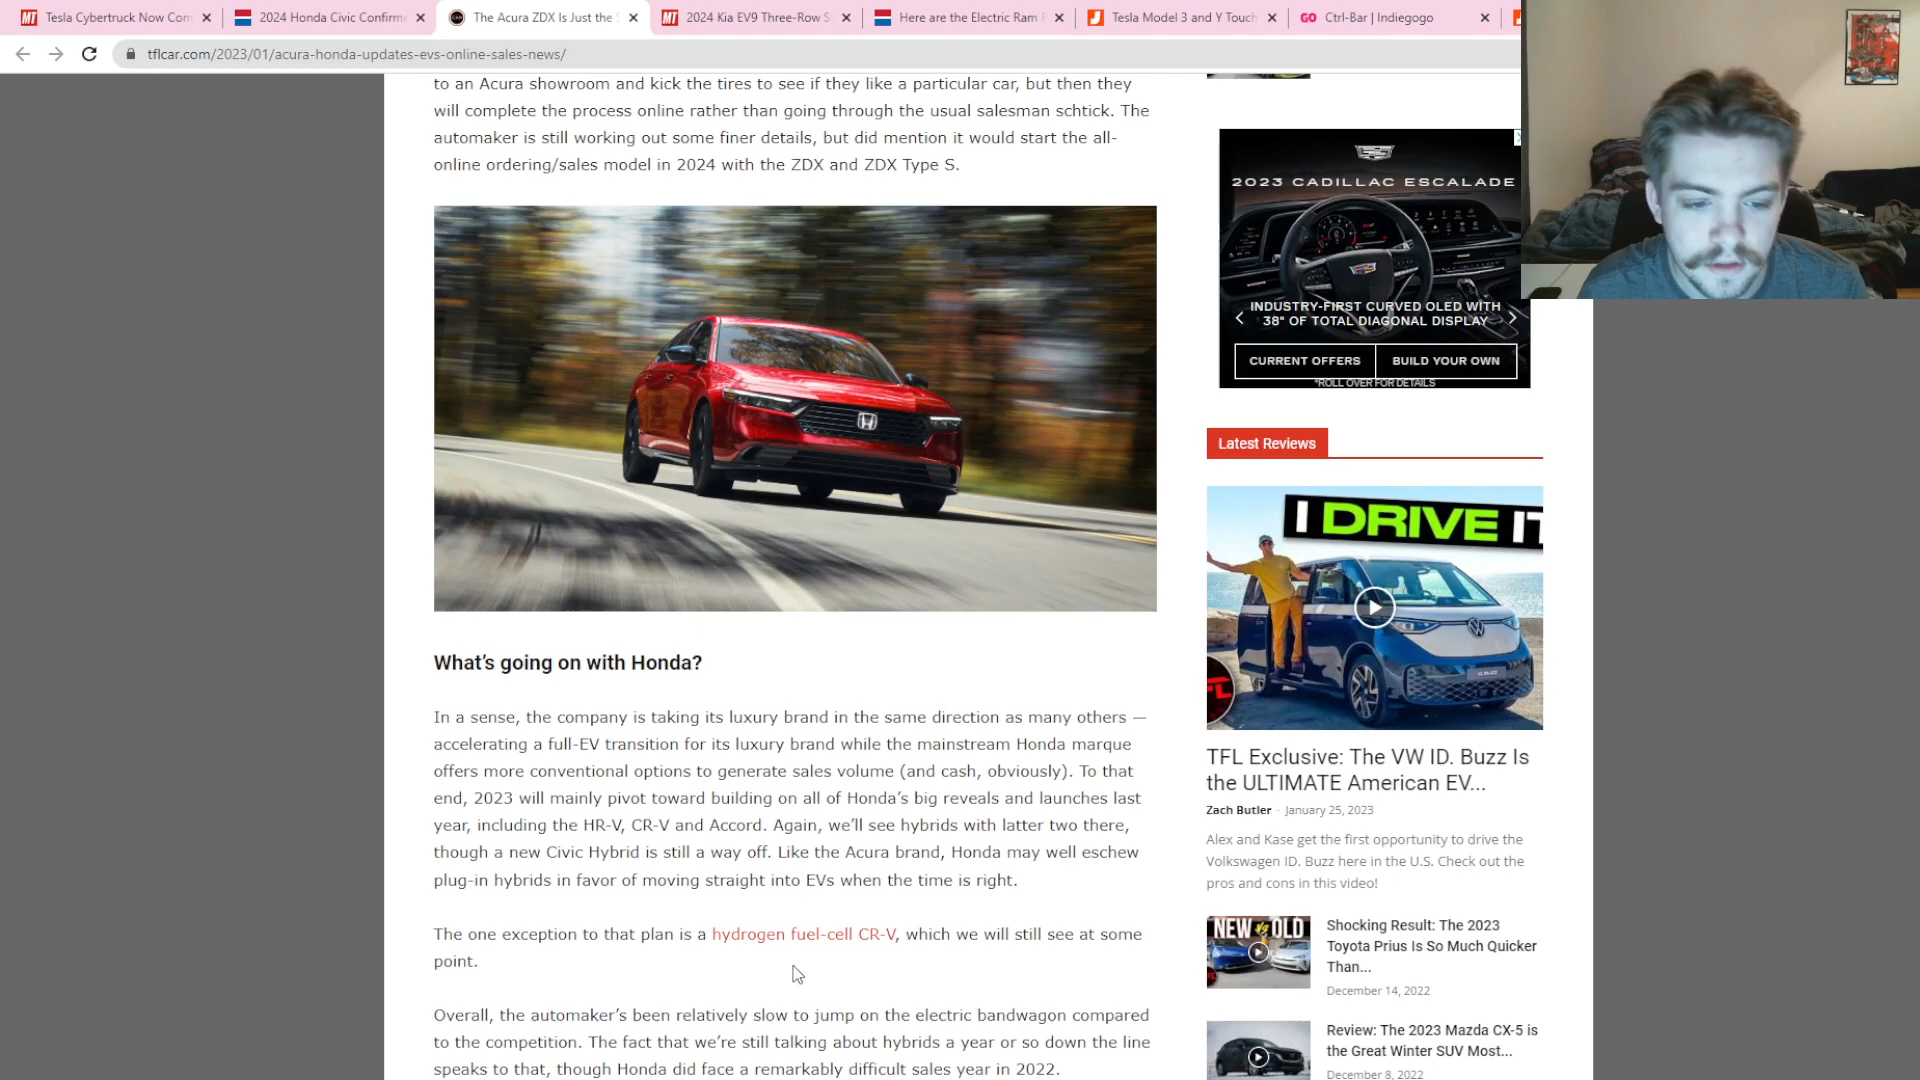 Tesla Cybertruck Now Com
2024 Honda Civic Confirm
The Acura ZDX Is Just the
2024 Kia EV9 Three-Row S
Here are the Electric Ram
Tesla Model 3 and Y Touch
Ctrl-Bar | Indiegogo
tflcar.com/2023/01/acura-honda-updates-evs-online-sales-news/
to an Acura showroom and kick the tires to see if they like a particular car, but then they
will complete the process online rather than going through the usual salesman schtick. The
automaker is still working out some finer details, but did mention it would start the all-
online ordering/sales model in 2024 with the ZDX and ZDX Type S.
What’s going on with Honda?
In a sense, the company is taking its luxury brand in the same direction as many others —
accelerating a full-EV transition for its luxury brand while the mainstream Honda marque
offers more conventional options to generate sales volume (and cash, obviously). To that
end, 2023 will mainly pivot toward building on all of Honda’s big reveals and launches last
year, including the HR-V, CR-V and Accord. Again, we’ll see hybrids with latter two there,
though a new Civic Hybrid is still a way off. Like the Acura brand, Honda may well eschew
plug-in hybrids in favor of moving straight into EVs when the time is right.
The one exception to that plan is a hydrogen fuel-cell CR-V, which we will still see at some
point.
Overall, the automaker’s been relatively slow to jump on the electric bandwagon compared
to the competition. The fact that we’re still talking about hybrids a year or so down the line
speaks to that, though Honda did face a remarkably difficult sales year in 2022.
2023 CADILLAC ESCALADE
INDUSTRY-FIRST CURVED OLED WITH
38" OF TOTAL DIAGONAL DISPLAY
CURRENT OFFERS
BUILD YOUR OWN
*ROLL OVER FOR DETAILS
Latest Reviews
I DRIVE IT
TFL Exclusive: The VW ID. Buzz Is
the ULTIMATE American EV...
Zach Butler - January 25, 2023
Alex and Kase get the first opportunity to drive the
Volkswagen ID. Buzz here in the U.S. Check out the
pros and cons in this video!
NEW vs OLD
Shocking Result: The 2023
Toyota Prius Is So Much Quicker
Than...
December 14, 2022
Review: The 2023 Mazda CX-5 is
the Great Winter SUV Most...
December 8, 2022